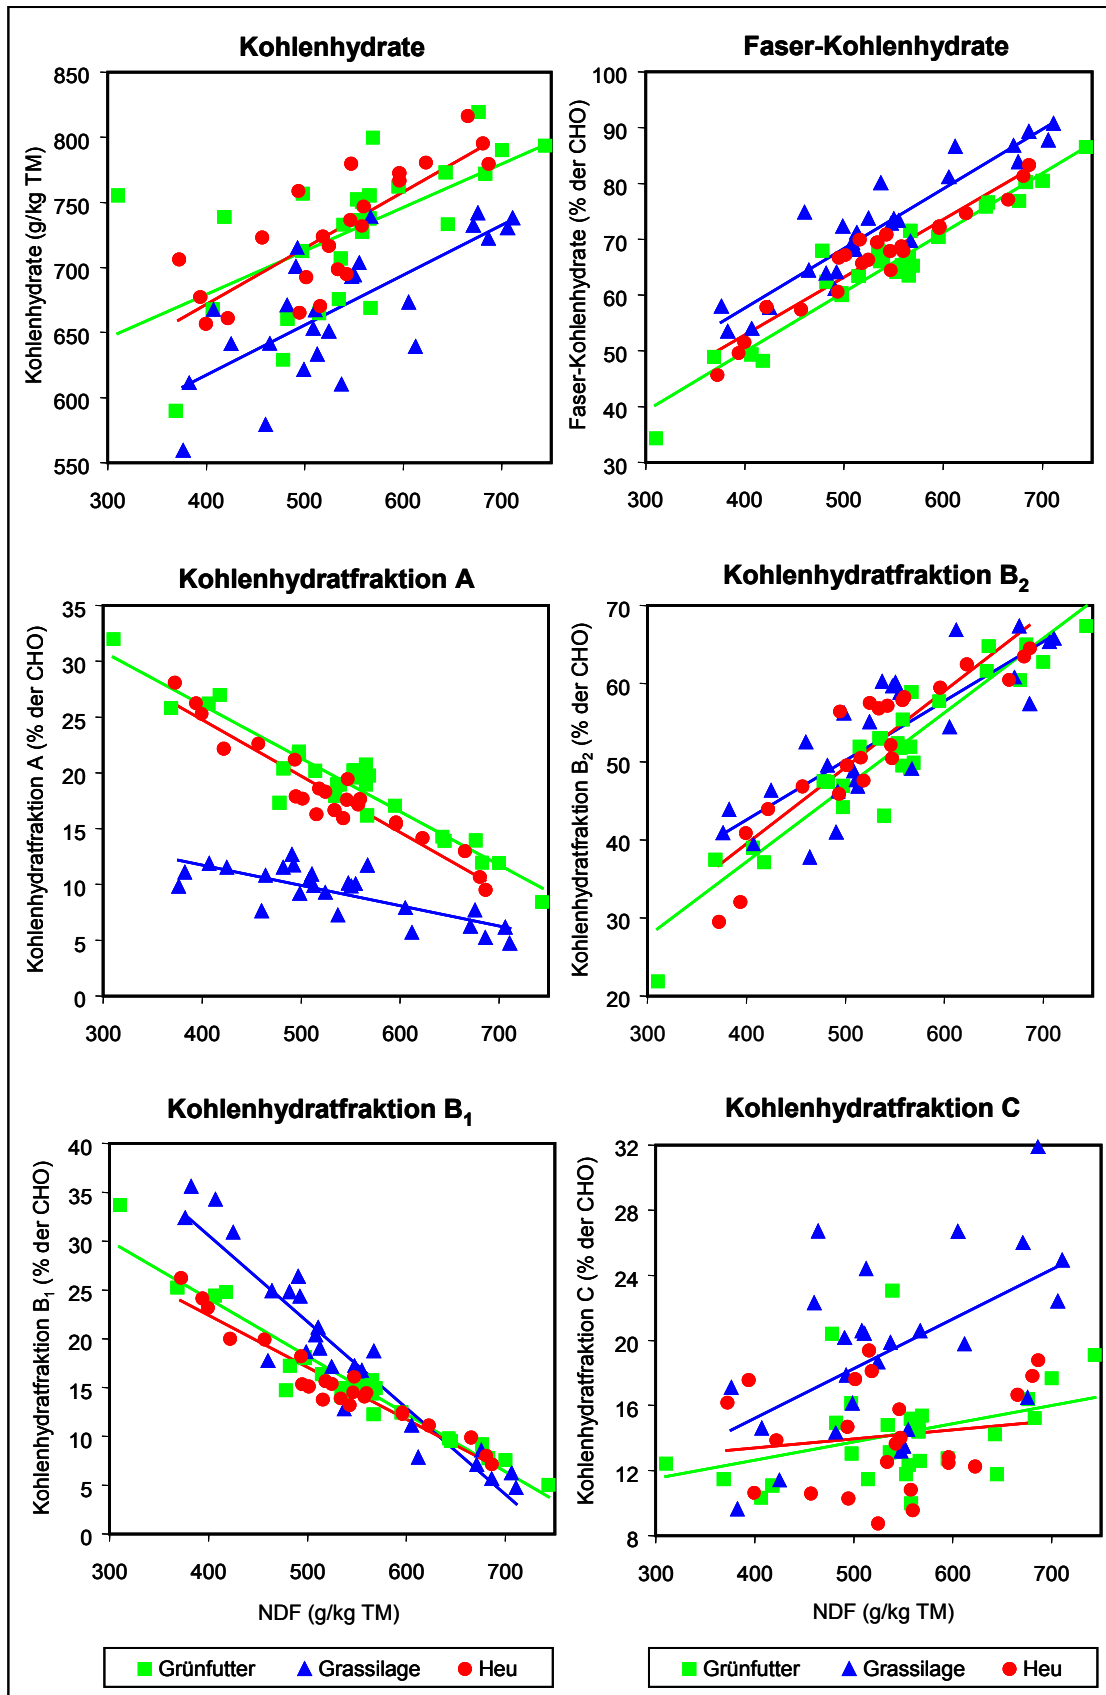 Kohlenhydrate
Kohlenhydrate (g/kg TM)
850
800
750
700
650
600
550
300 400 500 600 700
Faser-Kohlenhydrate
Faser-Kohlenhydrate (% der CHO)
100
90
80
70
60
50
40
30
300 400 500 600 700
Kohlenhydratfraktion A
Kohlenhydratfraktion A (% der CHO)
35
30
25
20
15
10
5
0
300 400 500 600 700
Kohlenhydratfraktion B2
Kohlenhydratfraktion B2 (% der CHO)
70
60
50
40
30
20
300 400 500 600 700
Kohlenhydratfraktion B1
Kohlenhydratfraktion B1 (% der CHO)
40
35
30
25
20
15
10
5
0
300 400 500 600 700
NDF (g/kg TM)
Kohlenhydratfraktion C
Kohlenhydratfraktion C (% der CHO)
32
28
24
20
16
12
8
300 400 500 600 700
NDF (g/kg TM)
Grünfutter Grassilage Heu
Grünfutter Grassilage Heu